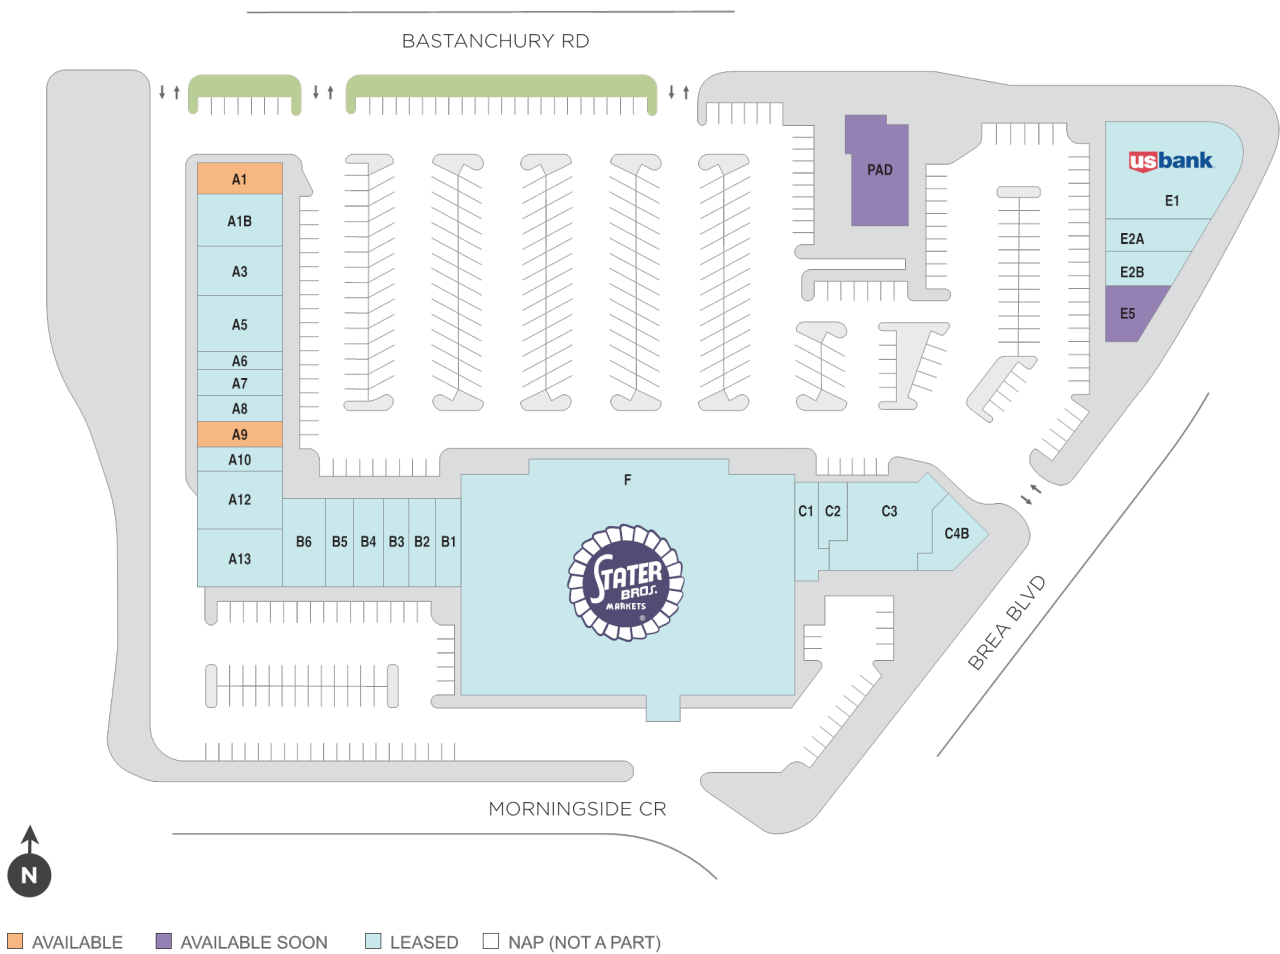 BASTANCHURY RD
A1
A1B
A3
A5
A6
A7
A8
A9
A10
A12
A13
B6 B5 B4 B3 B2 B1
F
STATER
BROS.
MARKETS
®
C1 C2 C3
C4B
PAD
usbank
E1
E2A
E2B
E5
BREA BLVD
MORNINGSIDE CR
N
AVAILABLE AVAILABLE SOON LEASED NAP (NOT A PART)